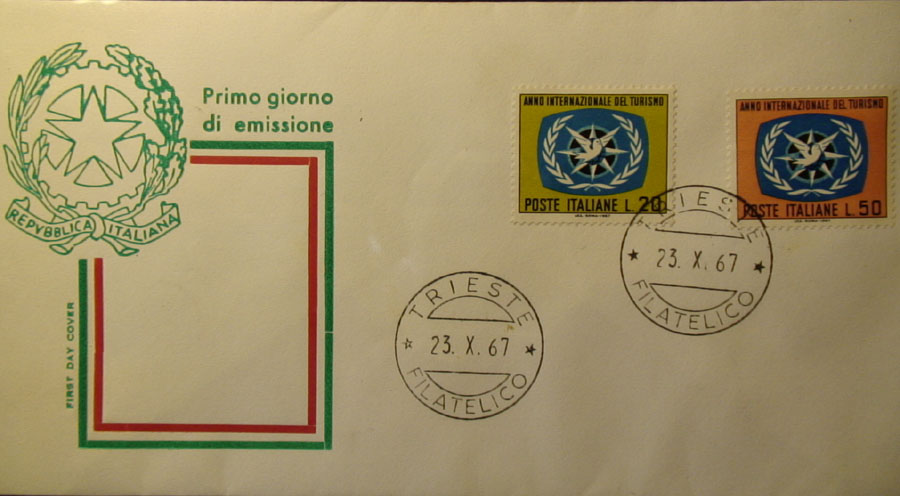 Primo giorno
di emissione
REPVBBLICA ITALIANA
FIRST DAY COVER
ANNO INTERNAZIONALE DEL TURISMO
POSTE ITALIANE L. 20
ANNO INTERNAZIONALE DEL TURISMO
POSTE ITALIANE L. 50
TRIESTE
23. X. 67
FILATELICO
TRIESTE
23. X. 67
FILATELICO